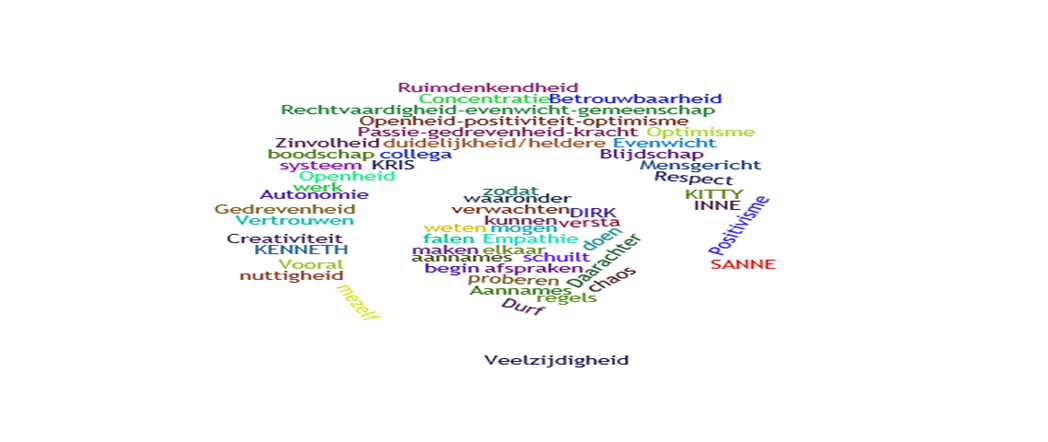 Ruimdenkendheid
Concentratie Betrouwbaarheid
Rechtvaardigheid-evenwicht-gemeenschap
Openheid-positiviteit-optimisme
Passie-gedrevenheid-kracht Optimisme
Zinvolheid duidelijkheid/heldere Evenwicht
boodschap collega Blijdschap
systeem KRIS Mensgericht
Openheid Respect
werk zodat KITTY
Autonomie waaronder INNE
Gedrevenheid verwachten DIRK Positivisme
Vertrouwen kunnen versta
weten mogen
Creativiteit falen Empathie doen
KENNETH maken elkaar Daarachter
aannames schuilt
Vooral begin afspraken SANNE
nuttigheid proberen chaos
mezelf Aannames
regels
Durf
Veelzijdigheid